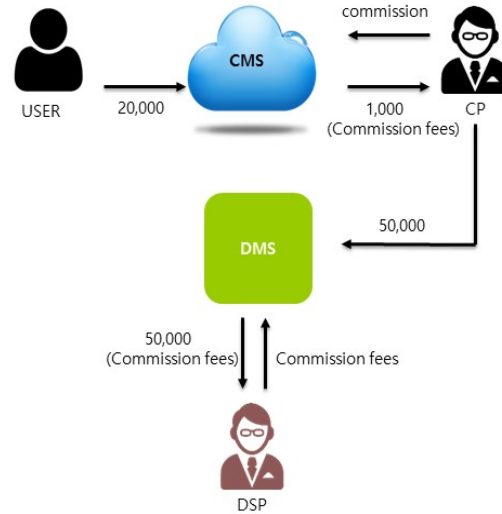 commission
CMS
USER
20,000
1,000
(Commission fees)
CP
50,000
DMS
50,000
(Commission fees)
Commission fees
DSP